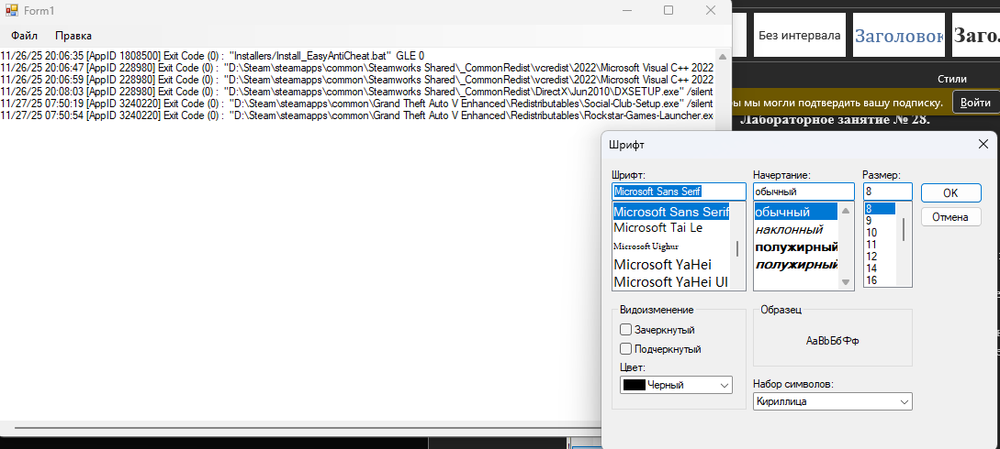 Form1
Файл Правка
11/26/25 20:06:35 [AppID 1808500] Exit Code (0) : "Installers/Install_EasyAntiCheat.bat" GLE 0
11/26/25 20:06:47 [AppID 228980] Exit Code (0) : "D:\Steam\steamapps\common\Steamworks Shared\_CommonRedist\vcredist\2022\Microsoft Visual C++ 2022
11/26/25 20:06:59 [AppID 228980] Exit Code (0) : "D:\Steam\steamapps\common\Steamworks Shared\_CommonRedist\vcredist\2022\Microsoft Visual C++ 2022
11/26/25 20:08:03 [AppID 228980] Exit Code (0) : "D:\Steam\steamapps\common\Steamworks Shared\_CommonRedist\DirectX\Jun2010\DXSETUP.exe" /silent
11/27/25 07:50:19 [AppID 3240220] Exit Code (0) : "D:\Steam\steamapps\common\Grand Theft Auto V Enhanced\Redistributables\Social-Club-Setup.exe" /silent
11/27/25 07:50:54 [AppID 3240220] Exit Code (0) : "D:\Steam\steamapps\common\Grand Theft Auto V Enhanced\Redistributables\Rockstar-Games-Launcher.ex
Без интервала Заголовок Заго
Стили
ы мы могли подтвердить вашу подписку. Войти
Лабораторное занятие № 28.
Шрифт
Шрифт: Начертание: Размер:
Microsoft Sans Serif обычный 8 ОК
Microsoft Sans Serif обычный 8
Microsoft Tai Le наклонный 9 Отмена
Microsoft Uighur полужирный 10
Microsoft YaHei полужирный 11
Microsoft YaHei UI 12
14
16
Видоизменение Образец
Зачеркнутый
Подчеркнутый АаВbБбФф
Цвет:
Черный Набор символов:
Кириллица